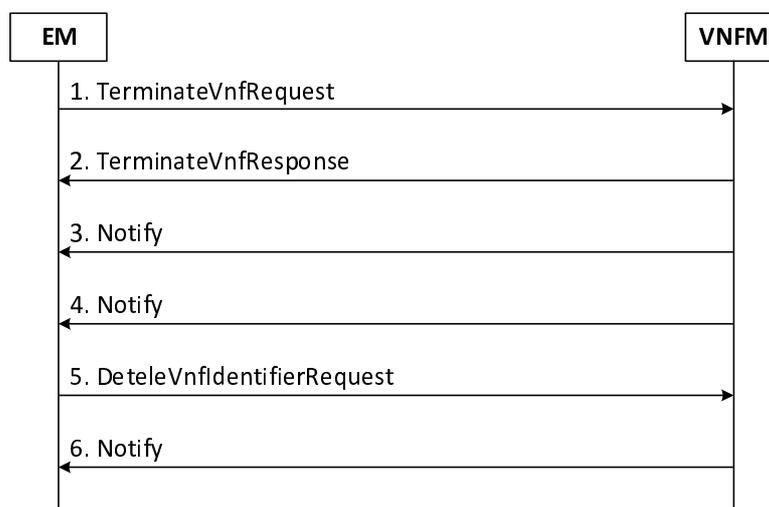 EM
VNFM
1. TerminateVnfRequest
2. TerminateVnfResponse
3. Notify
4. Notify
5. DeteleVnfIdentifierRequest
6. Notify